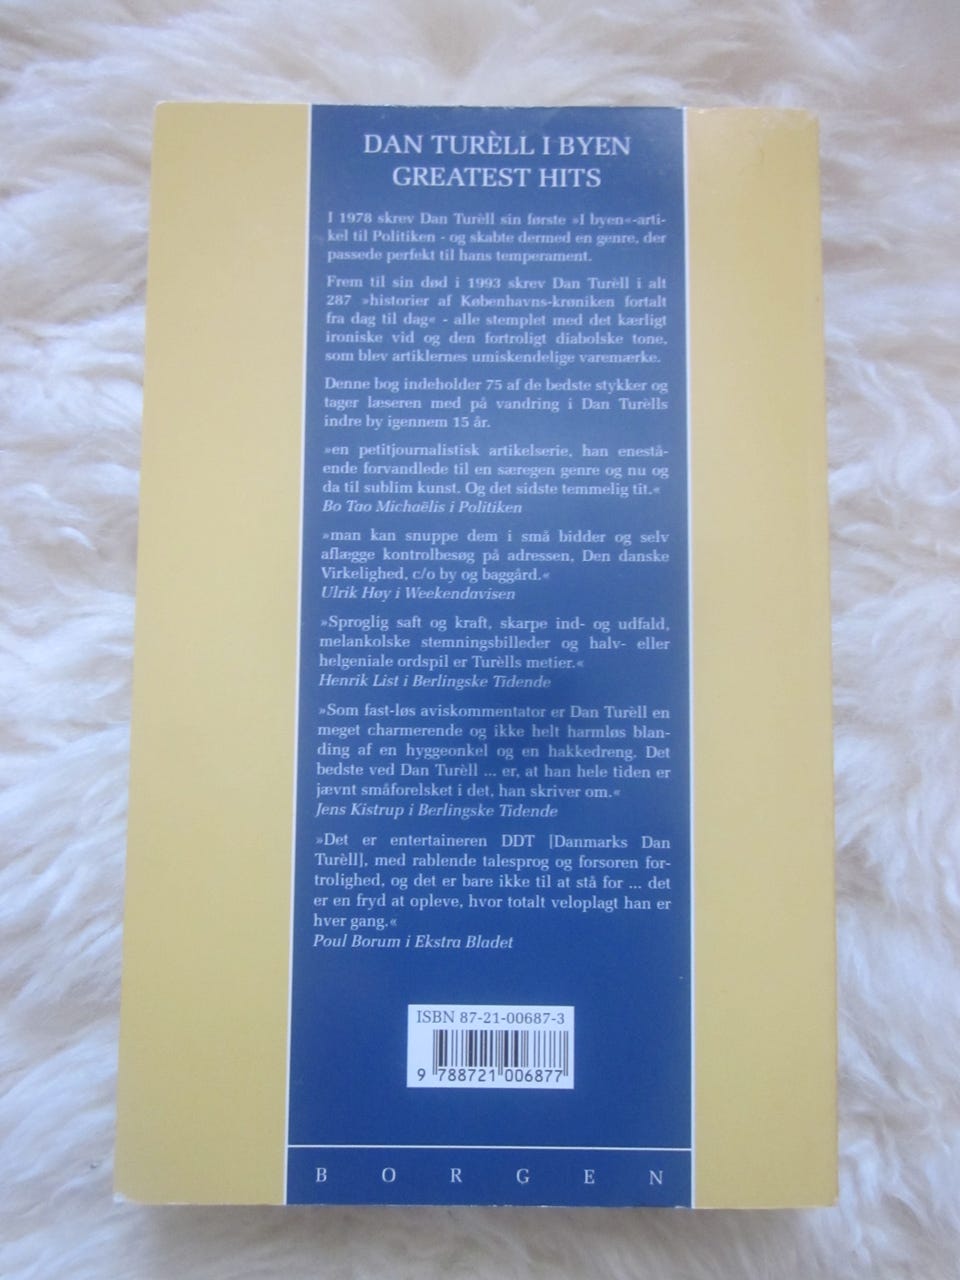 DAN TURÈLL I BYEN
GREATEST HITS
I 1978 skrev Dan Turèll sin første »I byen«-arti-
kel til Politiken - og skabte dermed en genre, der
passede perfekt til hans temperament.
Frem til sin død i 1993 skrev Dan Turèll i alt
287 »historier af Københavns-krøniken fortalt
fra dag til dag« - alle stemplet med det kærligt
ironiske vid og den fortroligt diabolske tone,
som blev artiklernes umiskendelige varemærke.
Denne bog indeholder 75 af de bedste stykker og
tager læseren med på vandring i Dan Turèlls
indre by igennem 15 år.
»en petitjournalistisk artikelserie, han enestå-
ende forvandlede til en særegen genre og nu og
da til sublim kunst. Og det sidste temmelig tit.«
Bo Tao Michaëlis i Politiken
»man kan snuppe dem i små bidder og selv
aflægge kontrolbesøg på adressen, Den danske
Virkelighed, c/o by og baggård.«
Ulrik Høy i Weekendavisen
»Sproglig saft og kraft, skarpe ind- og udfald,
melankolske stemningsbilleder og halv- eller
helgeniale ordspil er Turèlls metier.«
Henrik List i Berlingske Tidende
»Som fast-løs aviskommentator er Dan Turèll en
meget charmerende og ikke helt harmløs blan-
ding af en hyggeonkel og en hakkedreng. Det
bedste ved Dan Turèll ... er, at han hele tiden er
jævnt småforelsket i det, han skriver om.«
Jens Kistrup i Berlingske Tidende
»Det er entertaineren DDT [Danmarks Dan
Turèll], med rablende talesprog og forsoren for-
trolighed, og det er bare ikke til at stå for ... det
er en fryd at opleve, hvor totalt veloplagt han er
hver gang.«
Poul Borum i Ekstra Bladet
ISBN 87-21-00687-3
9 788721 006877
BORGEN